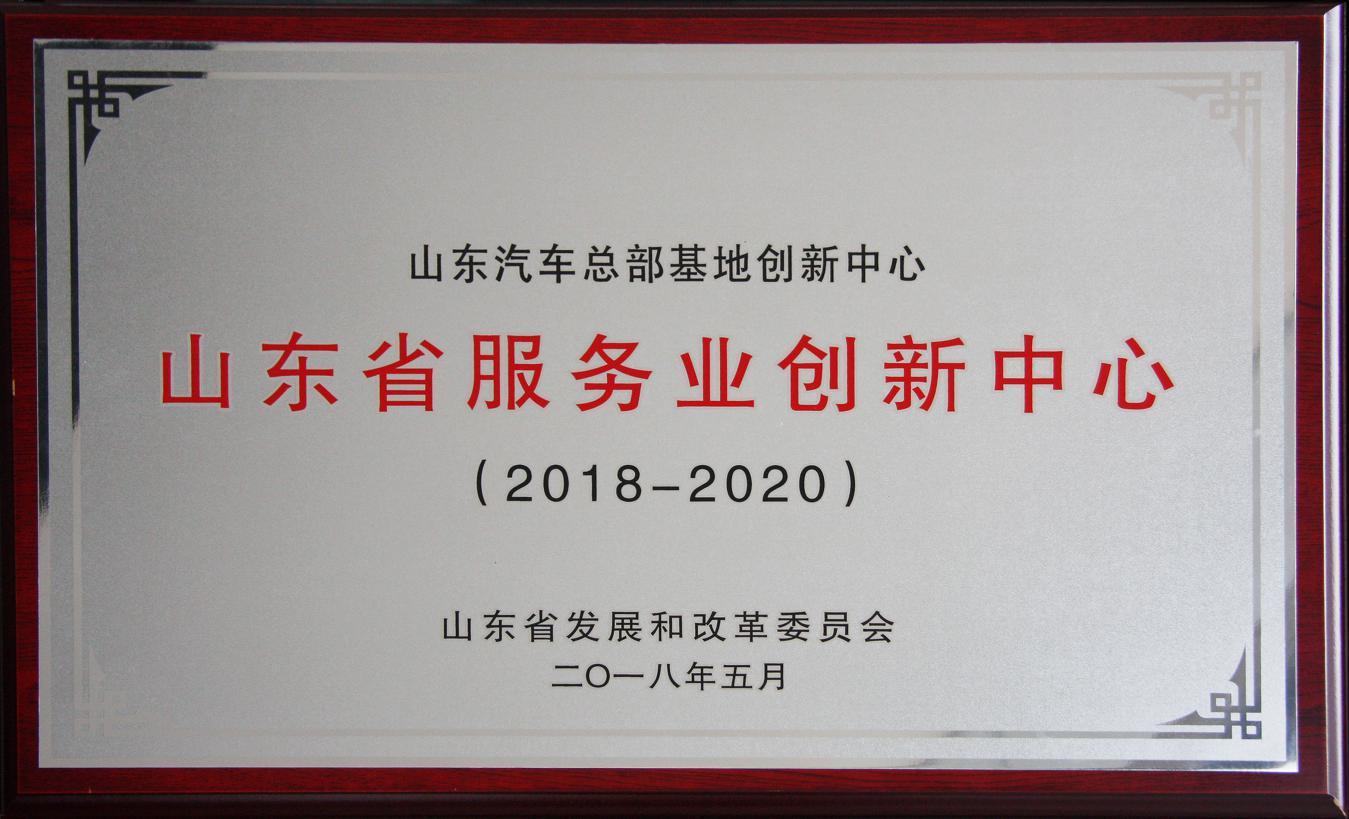 山东汽车总部基地创新中心
山东省服务业创新中心
（2018-2020）
山东省发展和改革委员会
二〇一八年五月